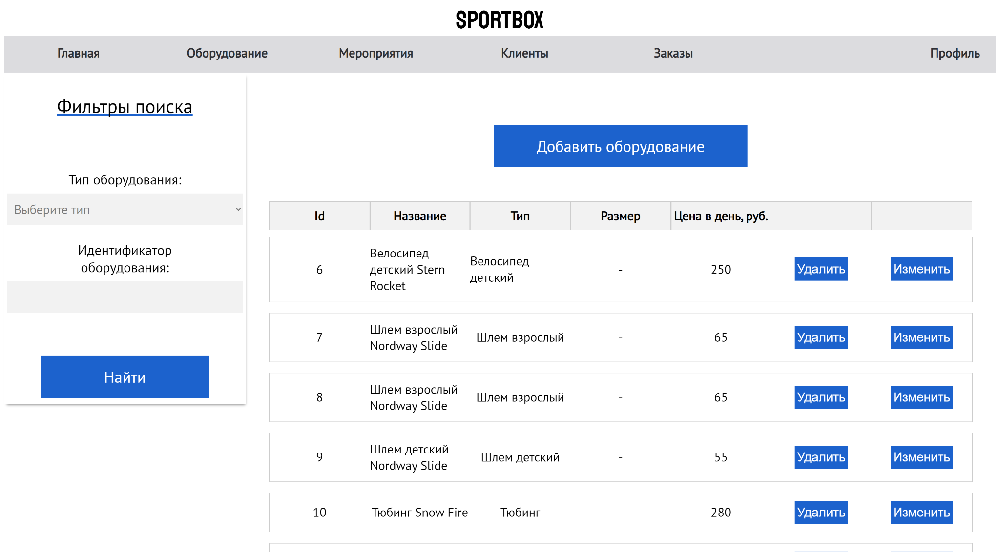 SPORTBOX
Главная Оборудование Мероприятия Клиенты Заказы Профиль
Фильтры поиска
Тип оборудования:
Выберите тип
Идентификатор
оборудования:
Найти
Добавить оборудование
Id Название Тип Размер Цена в день, руб.
6 Велосипед детский Stern Rocket Велосипед детский - 250 Удалить Изменить
7 Шлем взрослый Nordway Slide Шлем взрослый - 65 Удалить Изменить
8 Шлем взрослый Nordway Slide Шлем взрослый - 65 Удалить Изменить
9 Шлем детский Nordway Slide Шлем детский - 55 Удалить Изменить
10 Тюбинг Snow Fire Тюбинг - 280 Удалить Изменить